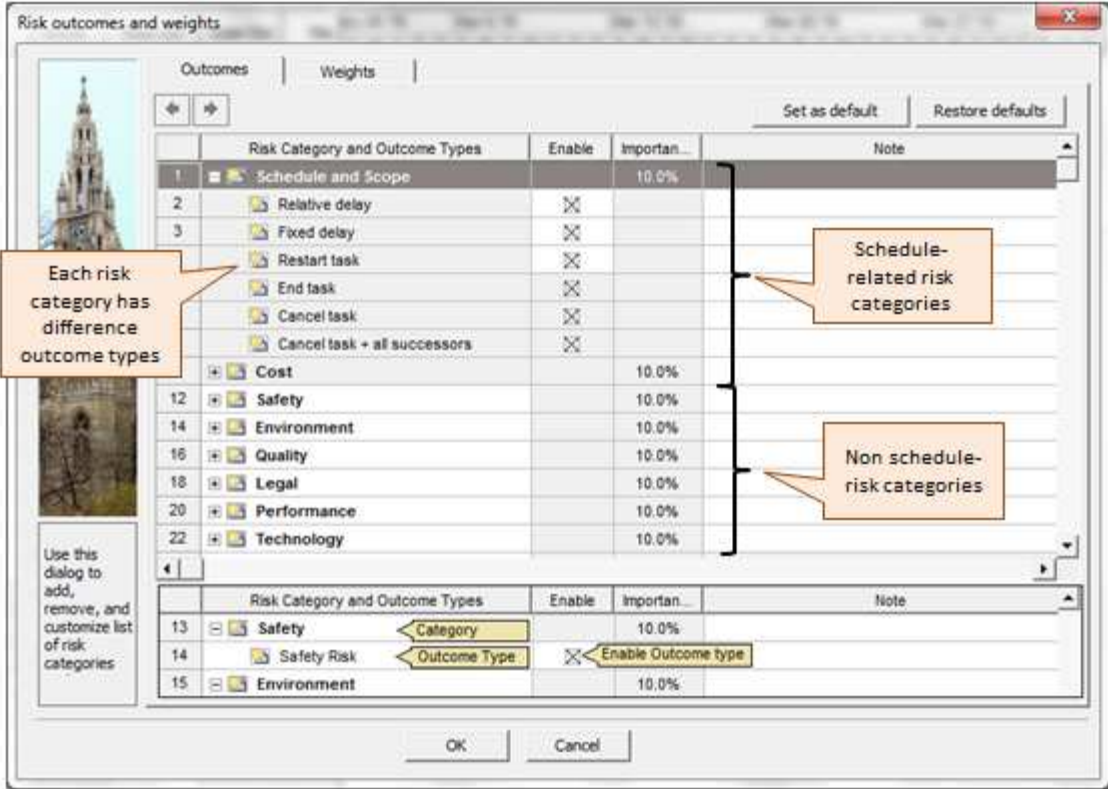 Risk outcomes and weights
Outcomes Weights
Set as default Restore defaults
Risk Category and Outcome Types Enable Importan... Note
1 Schedule and Scope 10.0%
2 Relative delay
3 Fixed delay
Restart task
End task
Cancel task
Cancel task + all successors
Cost 10.0%
12 Safety 10.0%
14 Environment 10.0%
16 Quality 10.0%
18 Legal 10.0%
20 Performance 10.0%
22 Technology 10.0%
Each risk
category has
difference
outcome types
Schedule-
related risk
categories
Non schedule-
risk categories
Use this
dialog to
add,
remove, and
customize list
of risk
categories
Risk Category and Outcome Types Enable Importan... Note
13 Safety Category 10.0%
14 Safety Risk Outcome Type Enable Outcome type
15 Environment 10.0%
OK Cancel